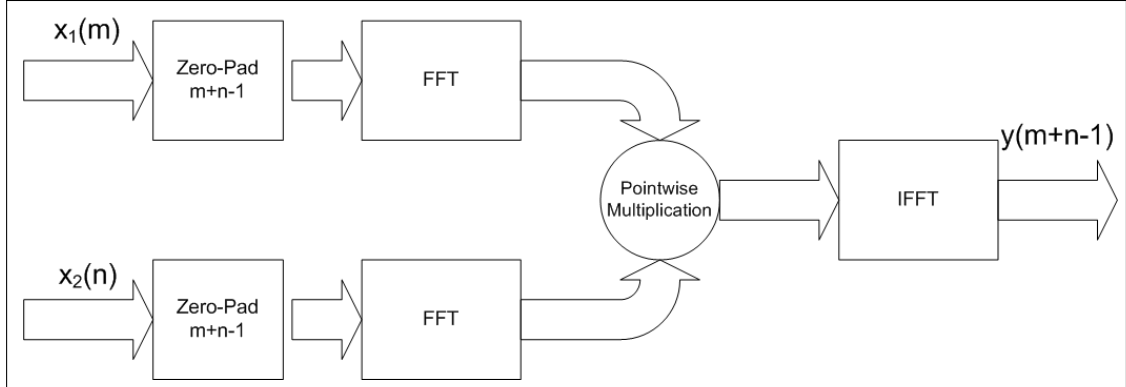 x₁(m)
Zero-Pad
m+n-1
FFT
y(m+n-1)
Pointwise
Multiplication
IFFT
x₂(n)
Zero-Pad
m+n-1
FFT